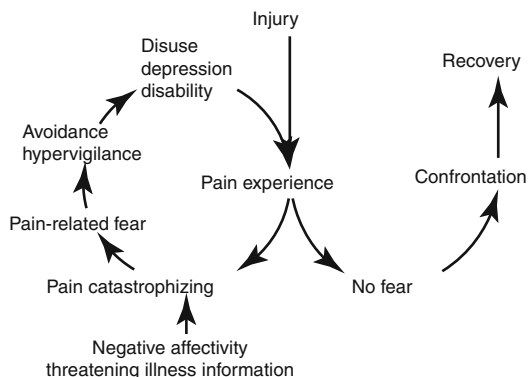 Injury
Disuse
depression
disability
Recovery
Avoidance
hypervigilance
Pain experience
Confrontation
Pain-related fear
Pain catastrophizing
No fear
Negative affectivity
threatening illness information